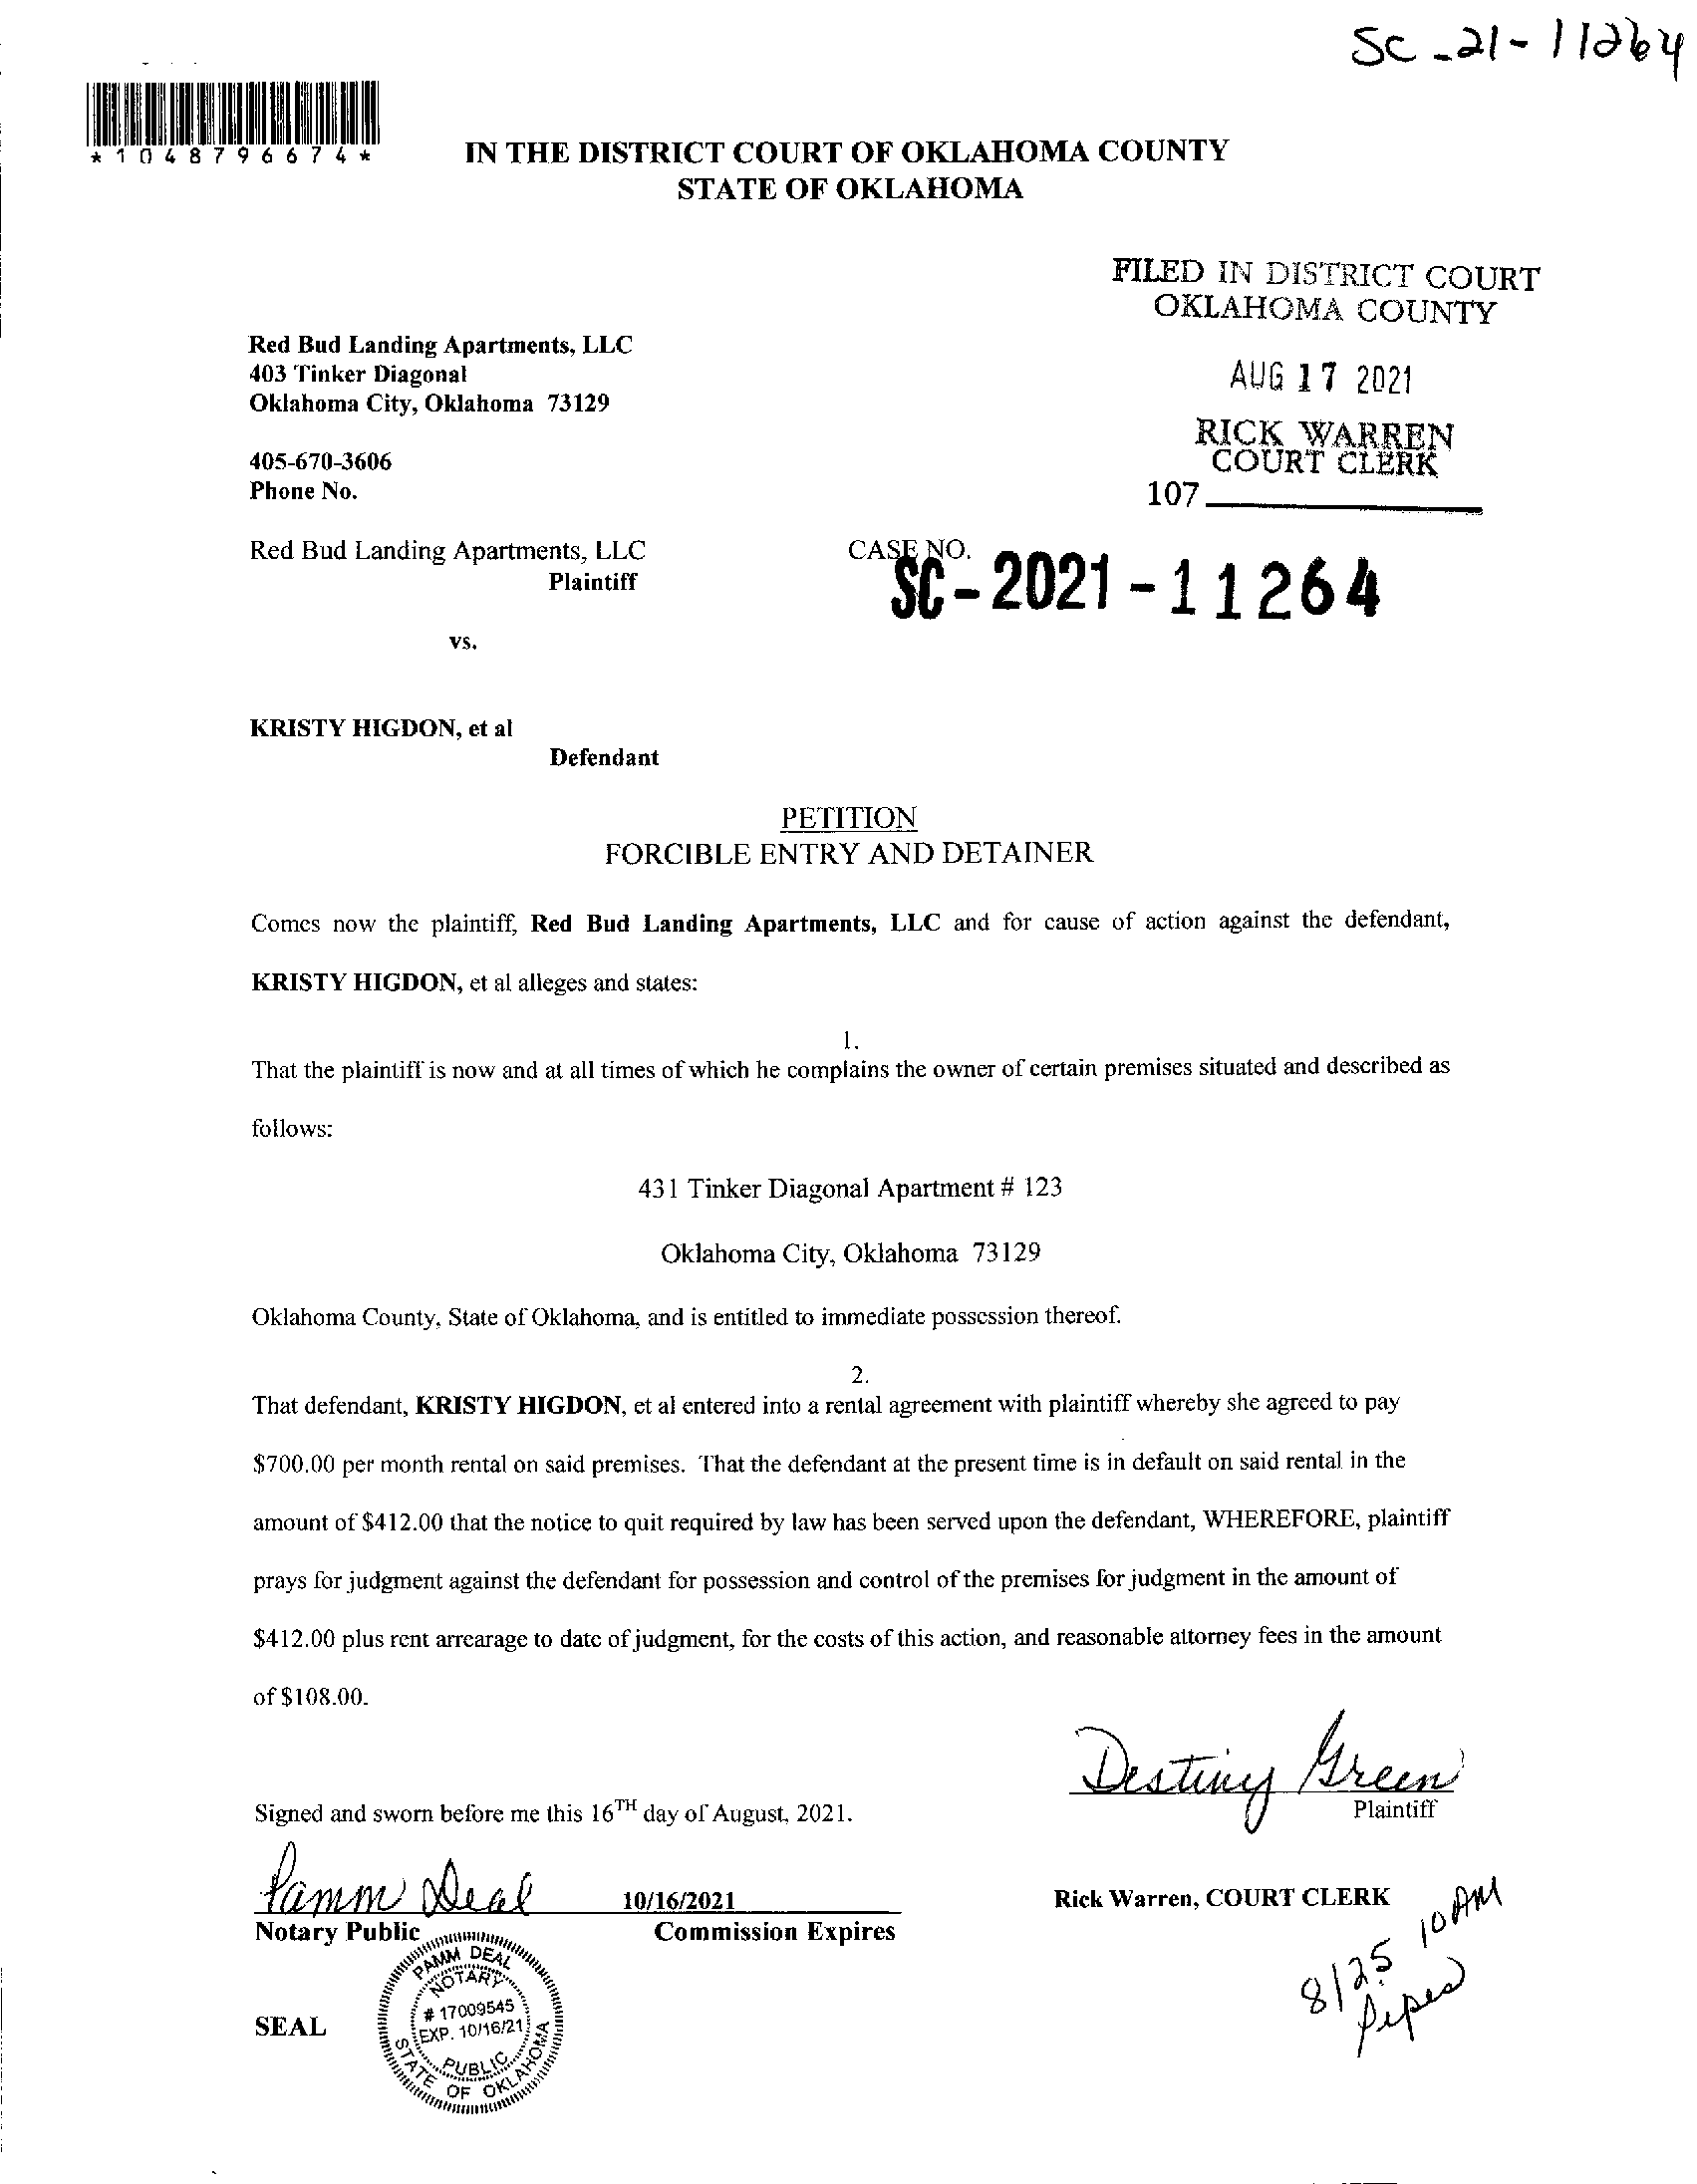 SC-21-11264
*1048796674*
IN THE DISTRICT COURT OF OKLAHOMA COUNTY
STATE OF OKLAHOMA
FILED IN DISTRICT COURT
OKLAHOMA COUNTY
AUG 17 2021
RICK WARREN
COURT CLERK
107
Red Bud Landing Apartments, LLC
403 Tinker Diagonal
Oklahoma City, Oklahoma 73129
405-670-3606
Phone No.
Red Bud Landing Apartments, LLC
Plaintiff
CASE NO.
SC-2021-11264
vs.
KRISTY HIGDON, et al
Defendant
PETITION
FORCIBLE ENTRY AND DETAINER
Comes now the plaintiff, Red Bud Landing Apartments, LLC and for cause of action against the defendant,
KRISTY HIGDON, et al alleges and states:
1.
That the plaintiff is now and at all times of which he complains the owner of certain premises situated and described as
follows:
431 Tinker Diagonal Apartment # 123
Oklahoma City, Oklahoma 73129
Oklahoma County, State of Oklahoma, and is entitled to immediate possession thereof.
2.
That defendant, KRISTY HIGDON, et al entered into a rental agreement with plaintiff whereby she agreed to pay
$700.00 per month rental on said premises. That the defendant at the present time is in default on said rental in the
amount of $412.00 that the notice to quit required by law has been served upon the defendant, WHEREFORE, plaintiff
prays for judgment against the defendant for possession and control of the premises for judgment in the amount of
$412.00 plus rent arrearage to date of judgment, for the costs of this action, and reasonable attorney fees in the amount
of $108.00.
Destiny Green
Plaintiff
Signed and sworn before me this 16TH day of August, 2021.
Pamm Deal
10/16/2021
Notary Public
Commission Expires
Rick Warren, COURT CLERK
8/25 10 AM
SEAL
PAMM DEAL
NOTARY
# 17009545
EXP. 10/16/21
PUBLIC
STATE OF OKLAHOMA